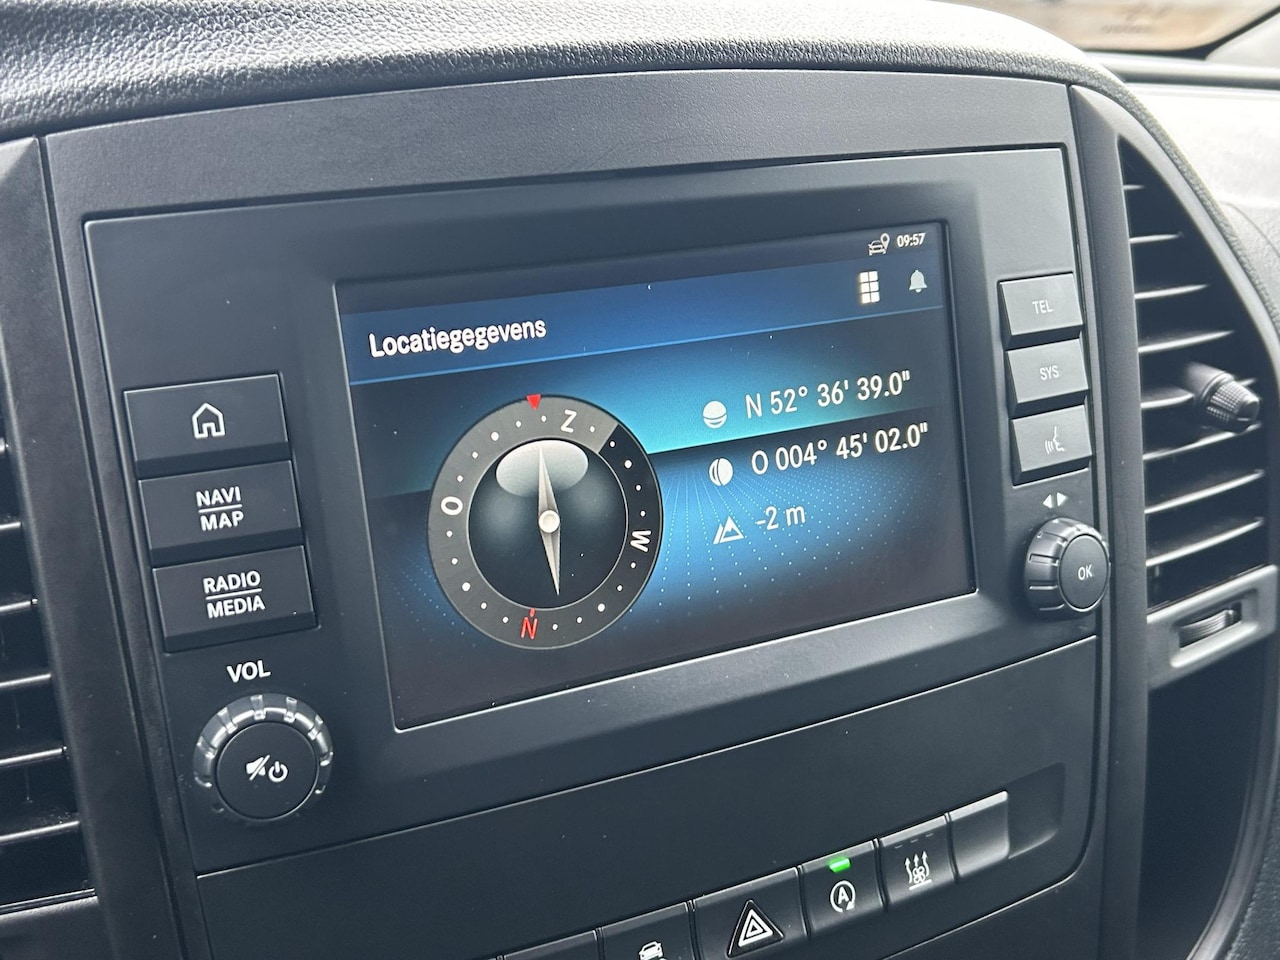 09:57
Locatiegegevens
N 52° 36' 39.0"
O 004° 45' 02.0"
-2 m
Z
O
W
N
NAVI
MAP
RADIO
MEDIA
VOL
TEL
SYS
OK
A